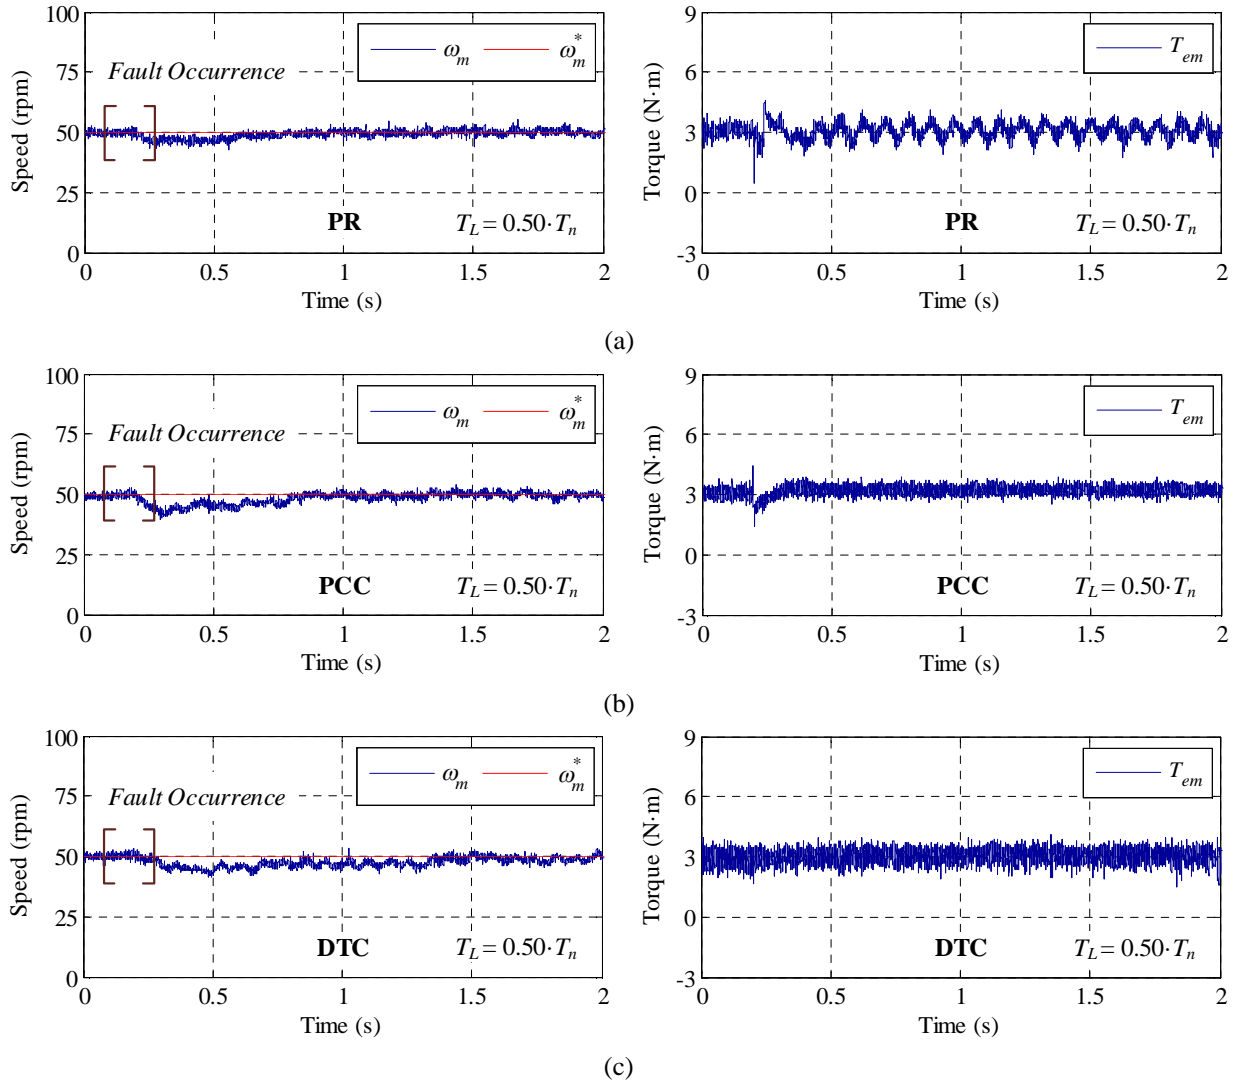 100
75
50
25
0
Speed (rpm)
ω_m ω_m^*
Fault Occurrence
PR T_L = 0.50·T_n
0 0.5 1 1.5 2
Time (s)
9
6
3
0
-3
Torque (N·m)
T_em
PR T_L = 0.50·T_n
0 0.5 1 1.5 2
Time (s)
(a)
100
75
50
25
0
Speed (rpm)
ω_m ω_m^*
Fault Occurrence
PCC T_L = 0.50·T_n
0 0.5 1 1.5 2
Time (s)
9
6
3
0
-3
Torque (N·m)
T_em
PCC T_L = 0.50·T_n
0 0.5 1 1.5 2
Time (s)
(b)
100
75
50
25
0
Speed (rpm)
ω_m ω_m^*
Fault Occurrence
DTC T_L = 0.50·T_n
0 0.5 1 1.5 2
Time (s)
9
6
3
0
-3
Torque (N·m)
T_em
DTC T_L = 0.50·T_n
0 0.5 1 1.5 2
Time (s)
(c)